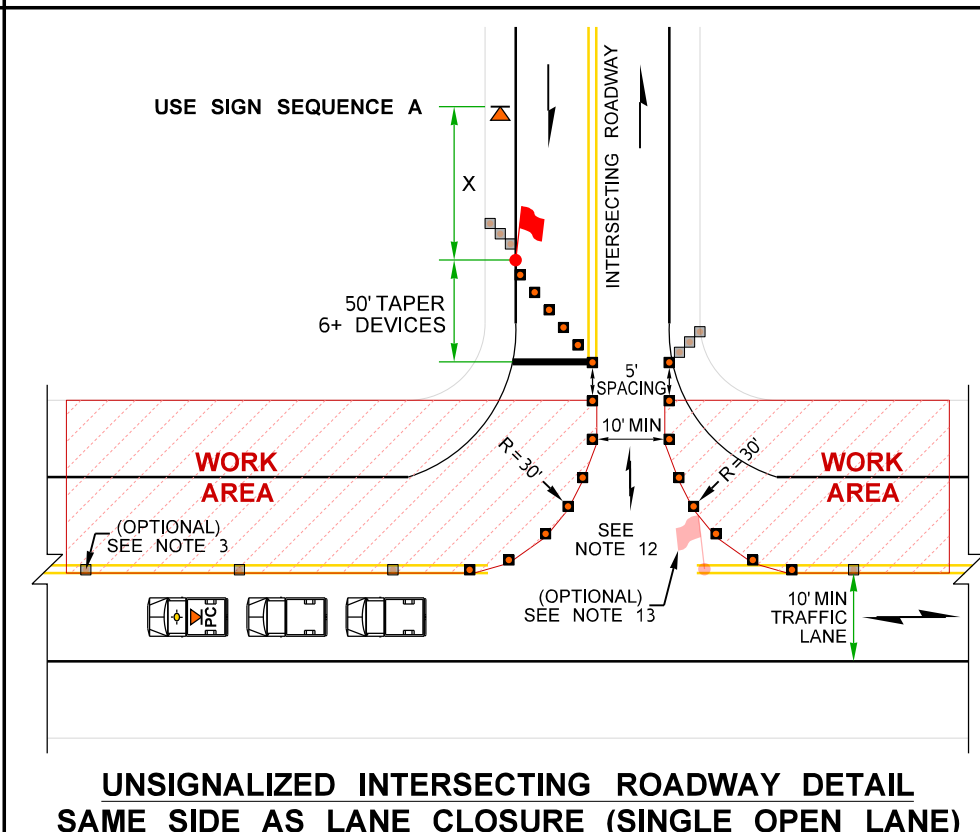 USE SIGN SEQUENCE A
X
INTERSECTING ROADWAY
50' TAPER
6+ DEVICES
5'
SPACING
10' MIN
WORK
AREA
R = 30'
R = 30'
WORK
AREA
(OPTIONAL)
SEE NOTE 3
SEE
NOTE 12
(OPTIONAL)
SEE NOTE 13
10' MIN
TRAFFIC
LANE
PC
UNSIGNALIZED INTERSECTING ROADWAY DETAIL
SAME SIDE AS LANE CLOSURE (SINGLE OPEN LANE)